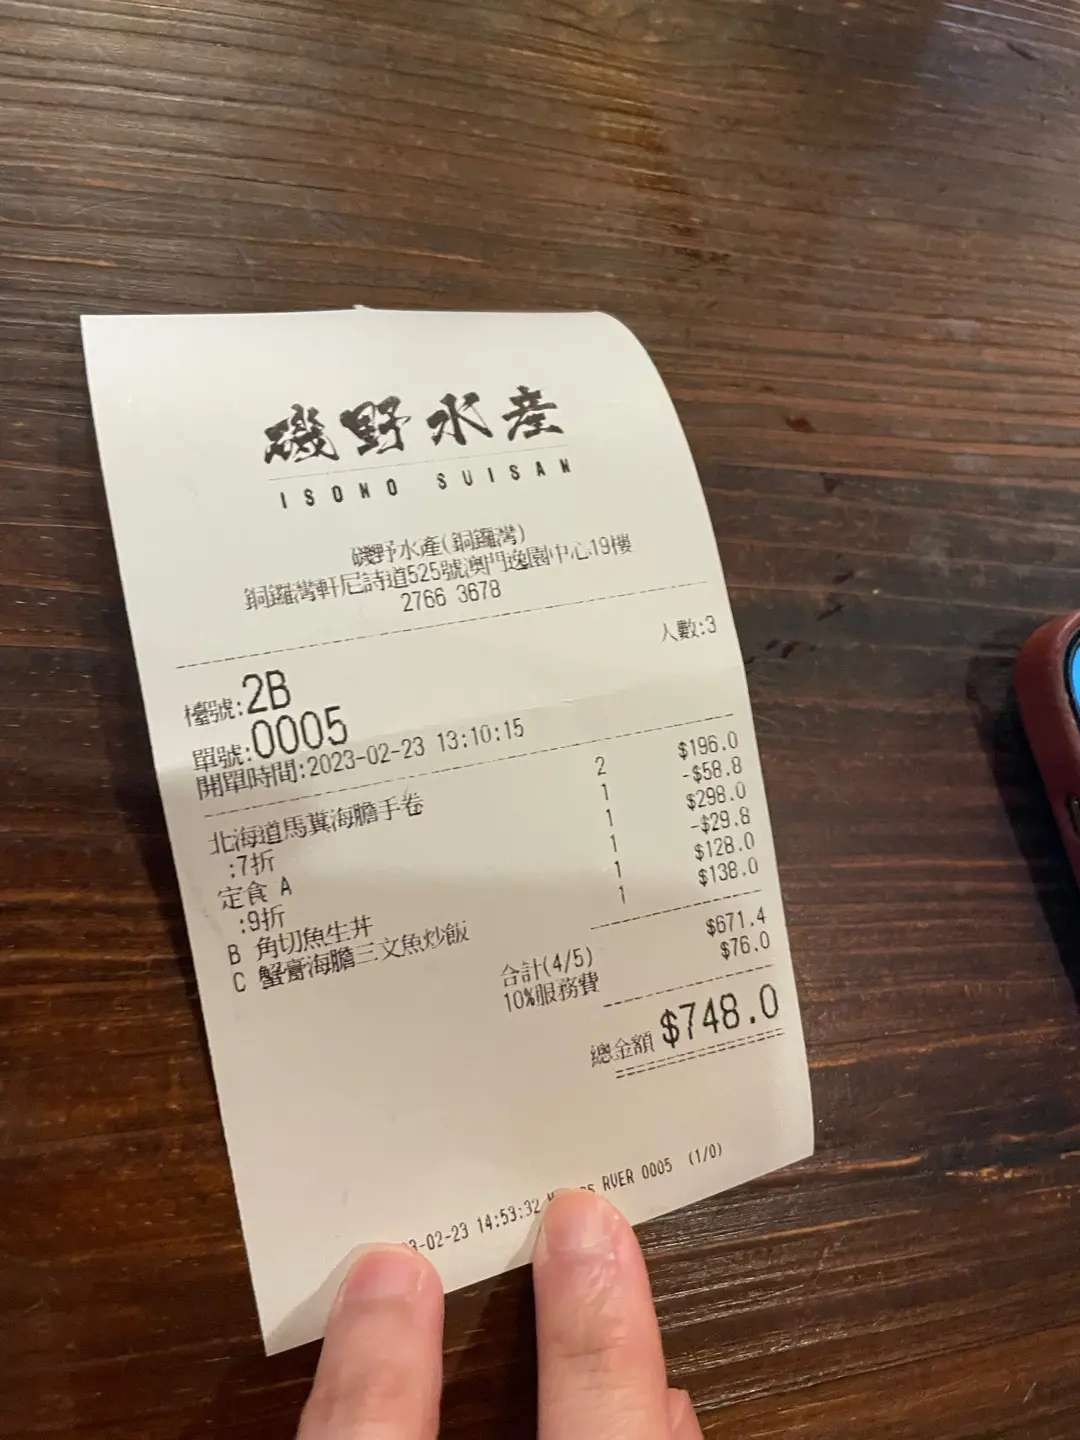 磯野水産
ISONO SUISAN
磯野水產(銅鑼灣)
銅鑼灣軒尼詩道525號澳門逸園中心19樓
2766 3678
人數:3
檯號:2B
單號:0005
開單時間:2023-02-23 13:10:15
北海道馬糞海膽手卷 2 $196.0
:7折 1 -$58.8
定食 A 1 $298.0
:9折 1 -$29.8
B 角切魚生丼 1 $128.0
C 蟹膏海膽三文魚炒飯 1 $138.0
合計(4/5) $671.4
10%服務費 $76.0
總金額 $748.0
3-02-23 14:53:32 RVER 0005 (1/0)